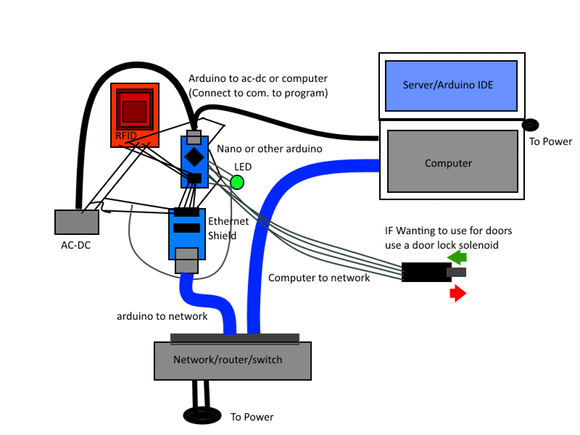 Arduino to ac-dc or computer
(Connect to com. to program)
Server/Arduino IDE
RFID
To Power
Nano or other arduino
Computer
LED
Ethernet
Shield
IF Wanting to use for doors
use a door lock solenoid
AC-DC
Computer to network
arduino to network
Network/router/switch
To Power